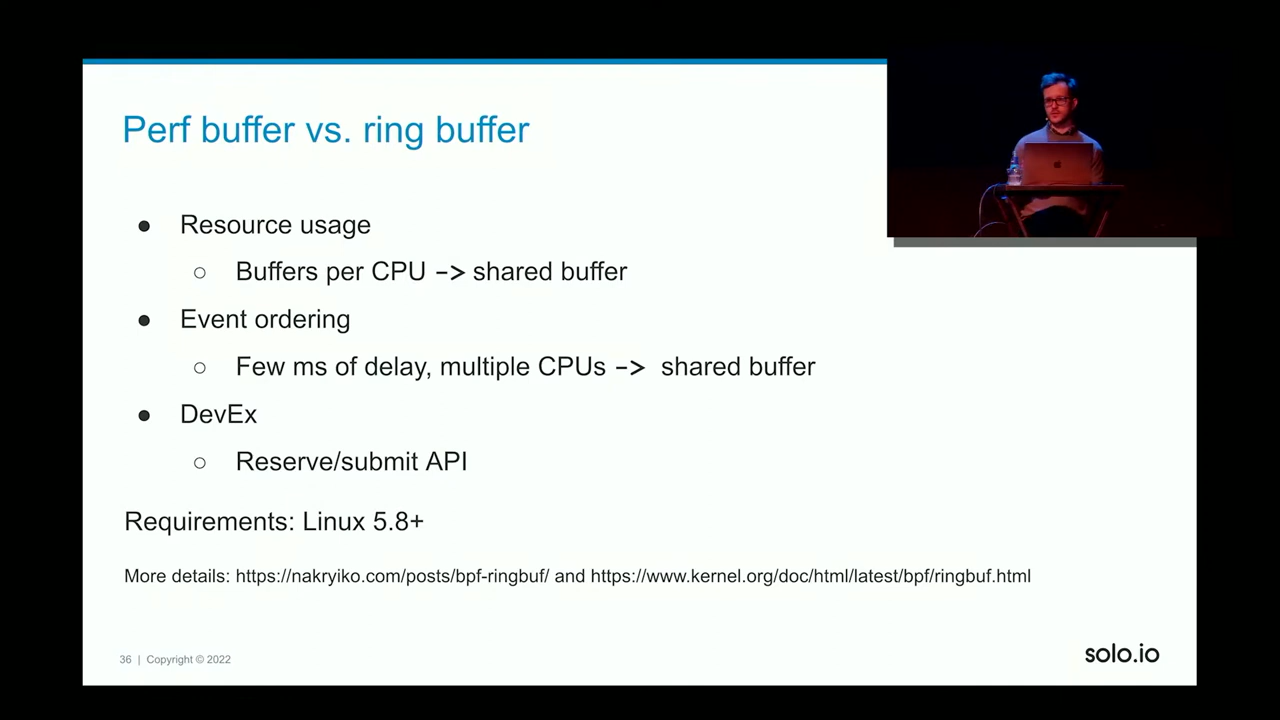 Perf buffer vs. ring buffer
● Resource usage
○ Buffers per CPU –> shared buffer
● Event ordering
○ Few ms of delay, multiple CPUs –> shared buffer
● DevEx
○ Reserve/submit API
Requirements: Linux 5.8+
More details: https://nakryiko.com/posts/bpf-ringbuf/ and https://www.kernel.org/doc/html/latest/bpf/ringbuf.html
36 | Copyright © 2022
solo.io